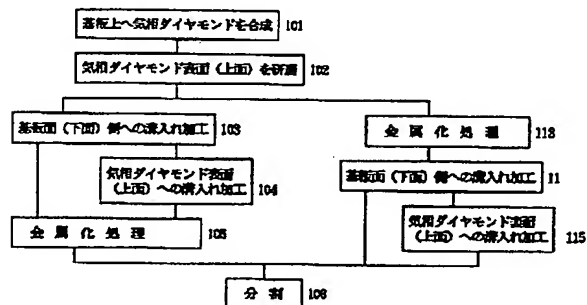 基板上へ気相ダイヤモンドを合成 101
気相ダイヤモンド表面（上面）を研磨 102
基板面（下面）側への溝入れ加工 103
金属化処理 113
気相ダイヤモンド表面
（上面）への溝入れ加工 104
基板面（下面）側への溝入れ加工 11
金属化処理 105
気相ダイヤモンド表面
（上面）への溝入れ加工 115
分割 106